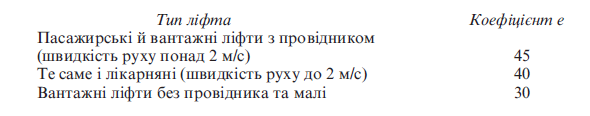 Тип ліфта Коефіцієнт е
Пасажирські й вантажні ліфти з провідником
(швидкість руху понад 2 м/с) 45
Те саме і лікарняні (швидкість руху до 2 м/с) 40
Вантажні ліфти без провідника та малі 30